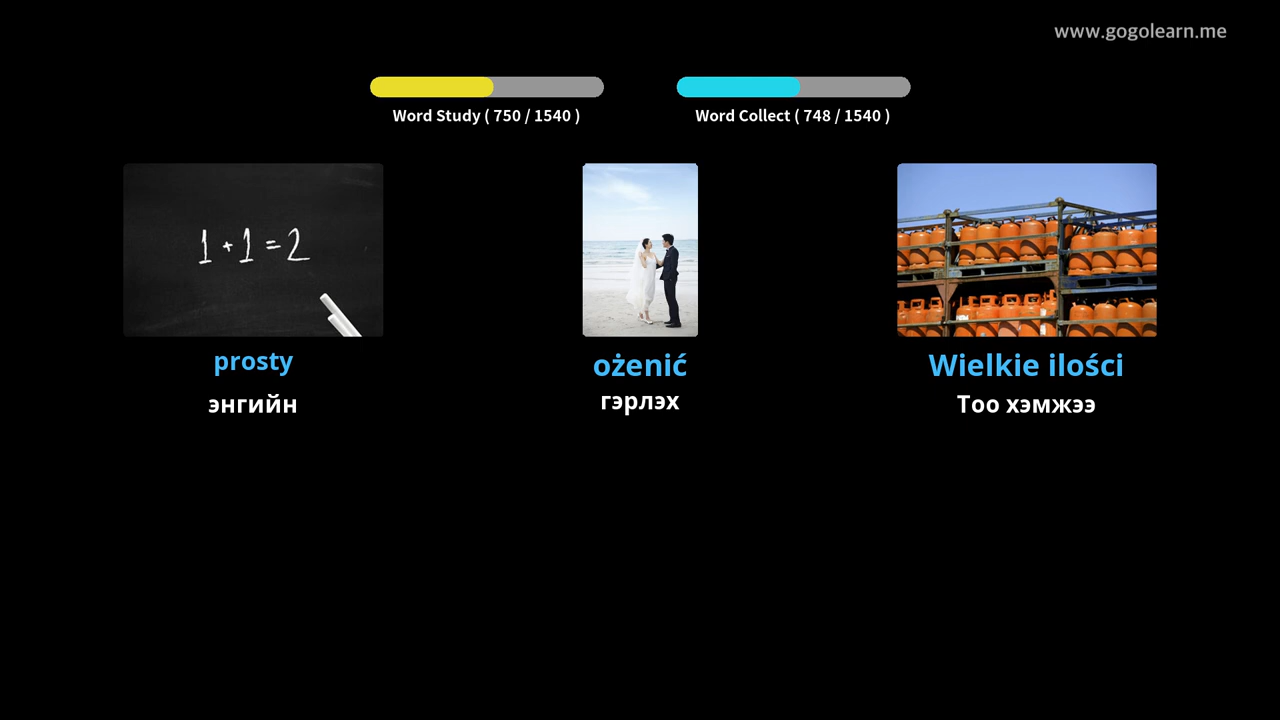 www.gogolearn.me
Word Study ( 750 / 1540 )
Word Collect ( 748 / 1540 )
1 + 1 = 2
prosty
энгийн
ożenić
гэрлэх
Wielkie ilości
Тоо хэмжээ